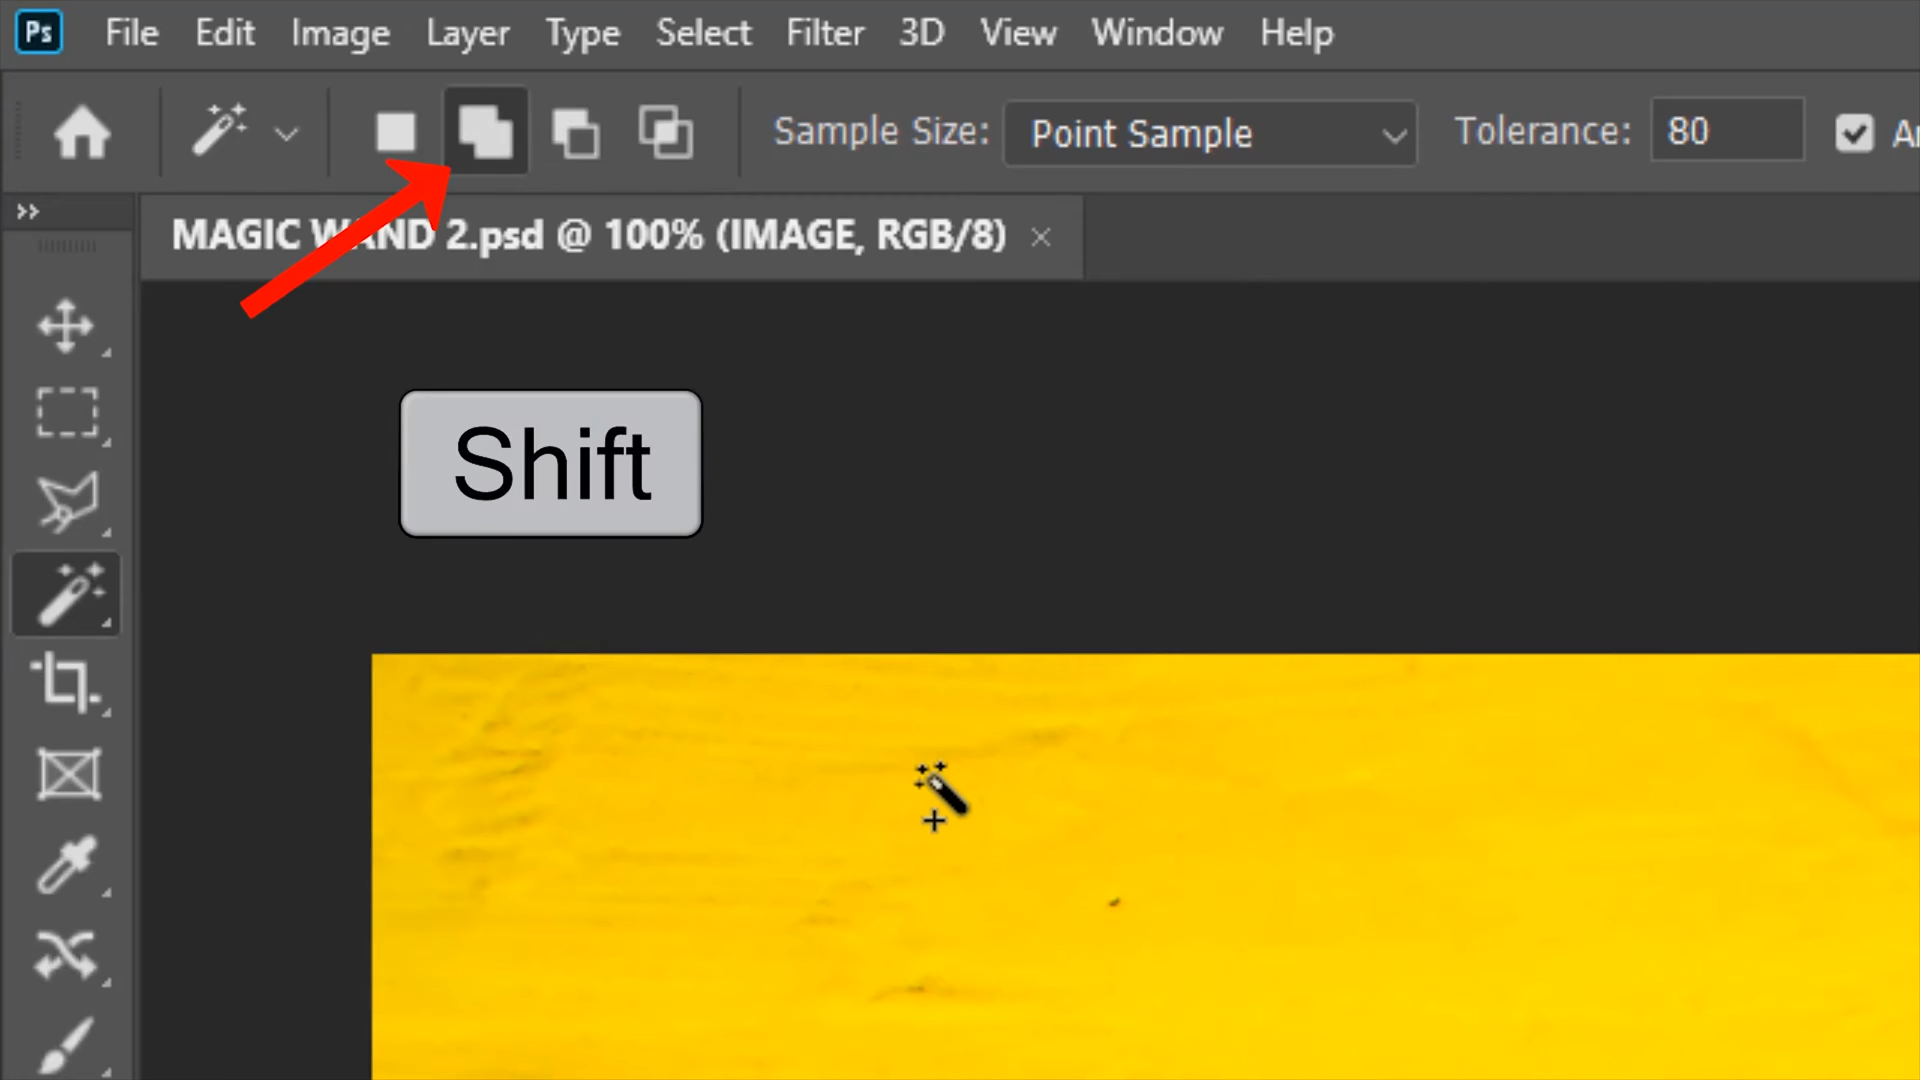 Ps File Edit Image Layer Type Select Filter 3D View Window Help
Sample Size: Point Sample Tolerance: 80
MAGIC WAND 2.psd @ 100% (IMAGE, RGB/8) ×
Shift